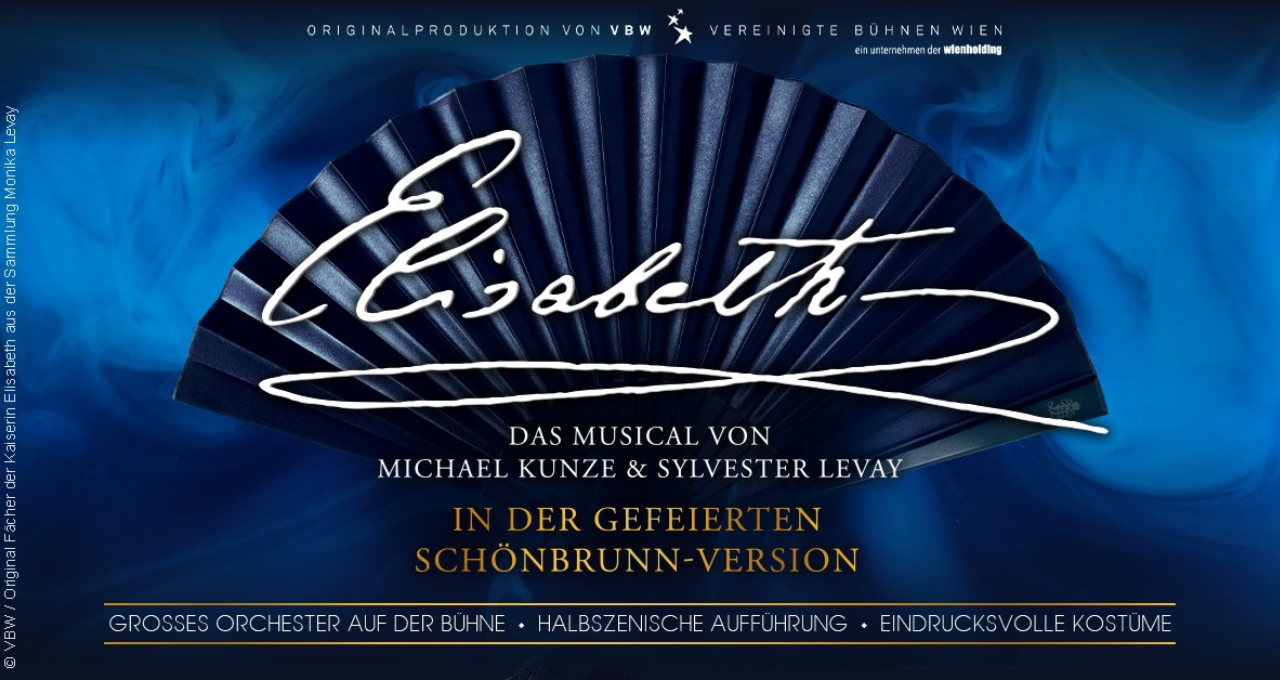 ORIGINALPRODUKTION VON VBW VEREINIGTE BÜHNEN WIEN
ein unternehmen der wienholding
Elisabeth
DAS MUSICAL VON
MICHAEL KUNZE & SYLVESTER LEVAY
IN DER GEFEIERTEN
SCHÖNBRUNN-VERSION
GROSSES ORCHESTER AUF DER BÜHNE • HALBSZENISCHE AUFFÜHRUNG • EINDRUCKSVOLLE KOSTÜME
© VBW / Original Fächer der Kaiserin Elisabeth aus der Sammlung Monika Levay